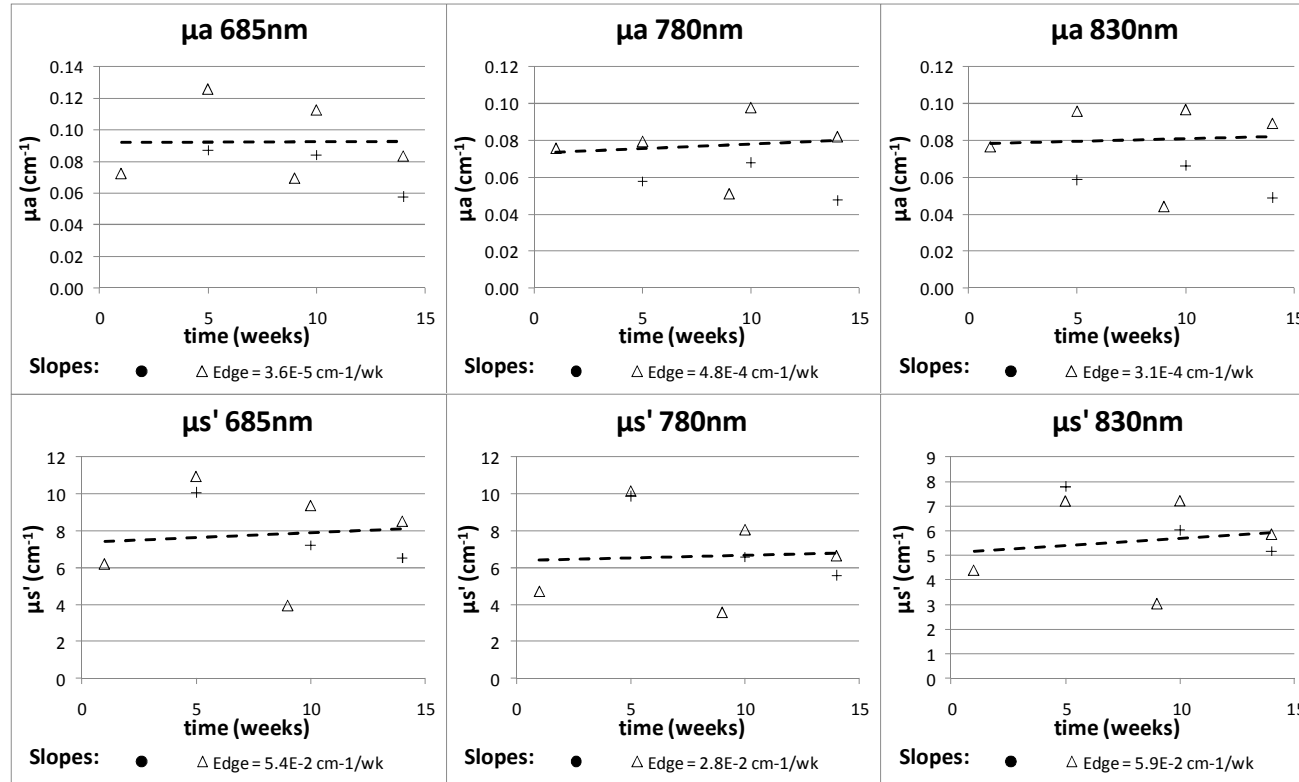 µa 685nm
µa (cm⁻¹)
0.14
0.12
0.10
0.08
0.06
0.04
0.02
0.00
0 5 10 15
time (weeks)
Slopes: ● △ Edge = 3.6E-5 cm-1/wk
µa 780nm
µa (cm⁻¹)
0.12
0.10
0.08
0.06
0.04
0.02
0.00
0 5 10 15
time (weeks)
Slopes: ● △ Edge = 4.8E-4 cm-1/wk
µa 830nm
µa (cm⁻¹)
0.12
0.10
0.08
0.06
0.04
0.02
0.00
0 5 10 15
time (weeks)
Slopes: ● △ Edge = 3.1E-4 cm-1/wk
µs' 685nm
µs' (cm⁻¹)
12
10
8
6
4
2
0
0 5 10 15
time (weeks)
Slopes: ● △ Edge = 5.4E-2 cm-1/wk
µs' 780nm
µs' (cm⁻¹)
12
10
8
6
4
2
0
0 5 10 15
time (weeks)
Slopes: ● △ Edge = 2.8E-2 cm-1/wk
µs' 830nm
µs' (cm⁻¹)
9
8
7
6
5
4
3
2
1
0
0 5 10 15
time (weeks)
Slopes: ● △ Edge = 5.9E-2 cm-1/wk